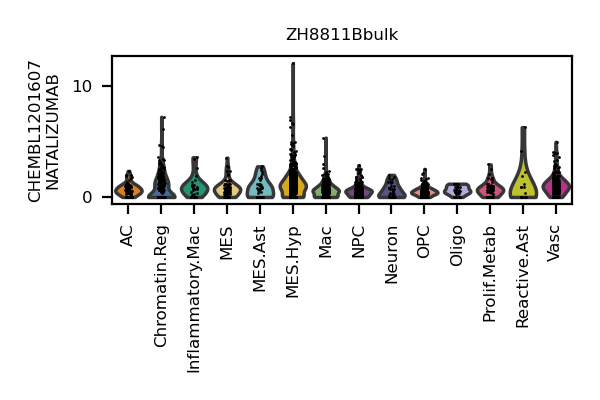 ZH8811Bbulk
CHEMBL1201607
NATALIZUMAB
10
0
AC
Chromatin.Reg
Inflammatory.Mac
MES
MES.Ast
MES.Hyp
Mac
NPC
Neuron
OPC
Oligo
Prolif.Metab
Reactive.Ast
Vasc